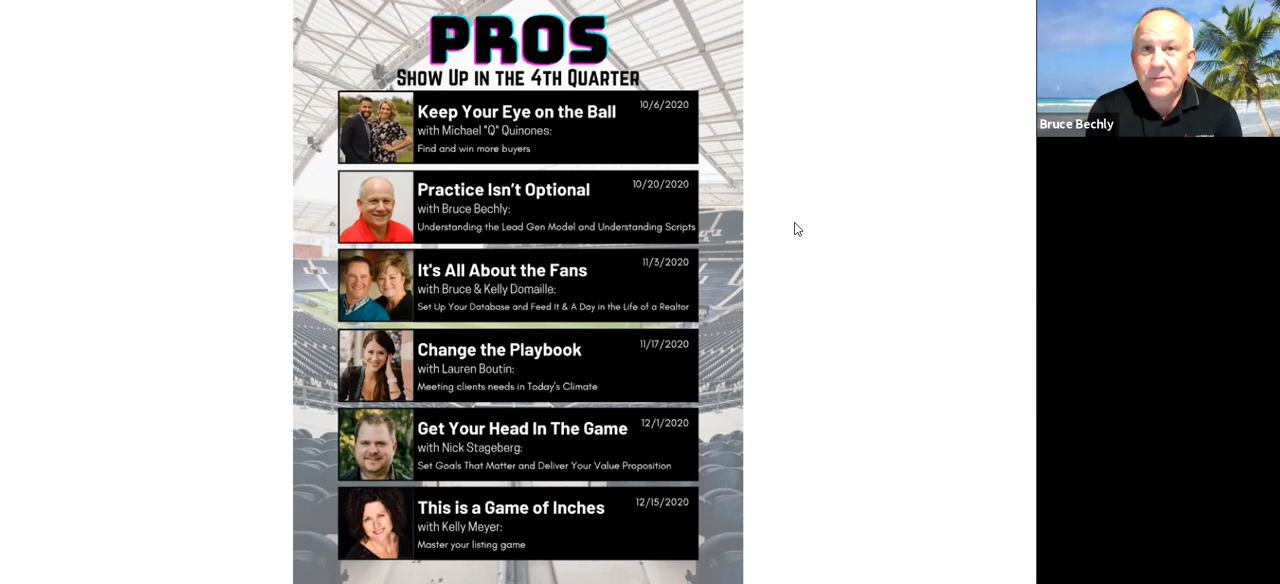 PROS
Show Up in the 4th Quarter
Keep Your Eye on the Ball
10/6/2020
with Michael "Q" Quinones:
Find and win more buyers
Practice Isn't Optional
10/20/2020
with Bruce Bechly:
Understanding the Lead Gen Model and Understanding Scripts
It's All About the Fans
11/3/2020
with Bruce & Kelly Domaille:
Set Up Your Database and Feed It & A Day in the Life of a Realtor
Change the Playbook
11/17/2020
with Lauren Boutin:
Meeting clients needs in Today's Climate
Get Your Head In The Game
12/1/2020
with Nick Stageberg:
Set Goals That Matter and Deliver Your Value Proposition
This is a Game of Inches
12/15/2020
with Kelly Meyer:
Master your listing game
Bruce Bechly